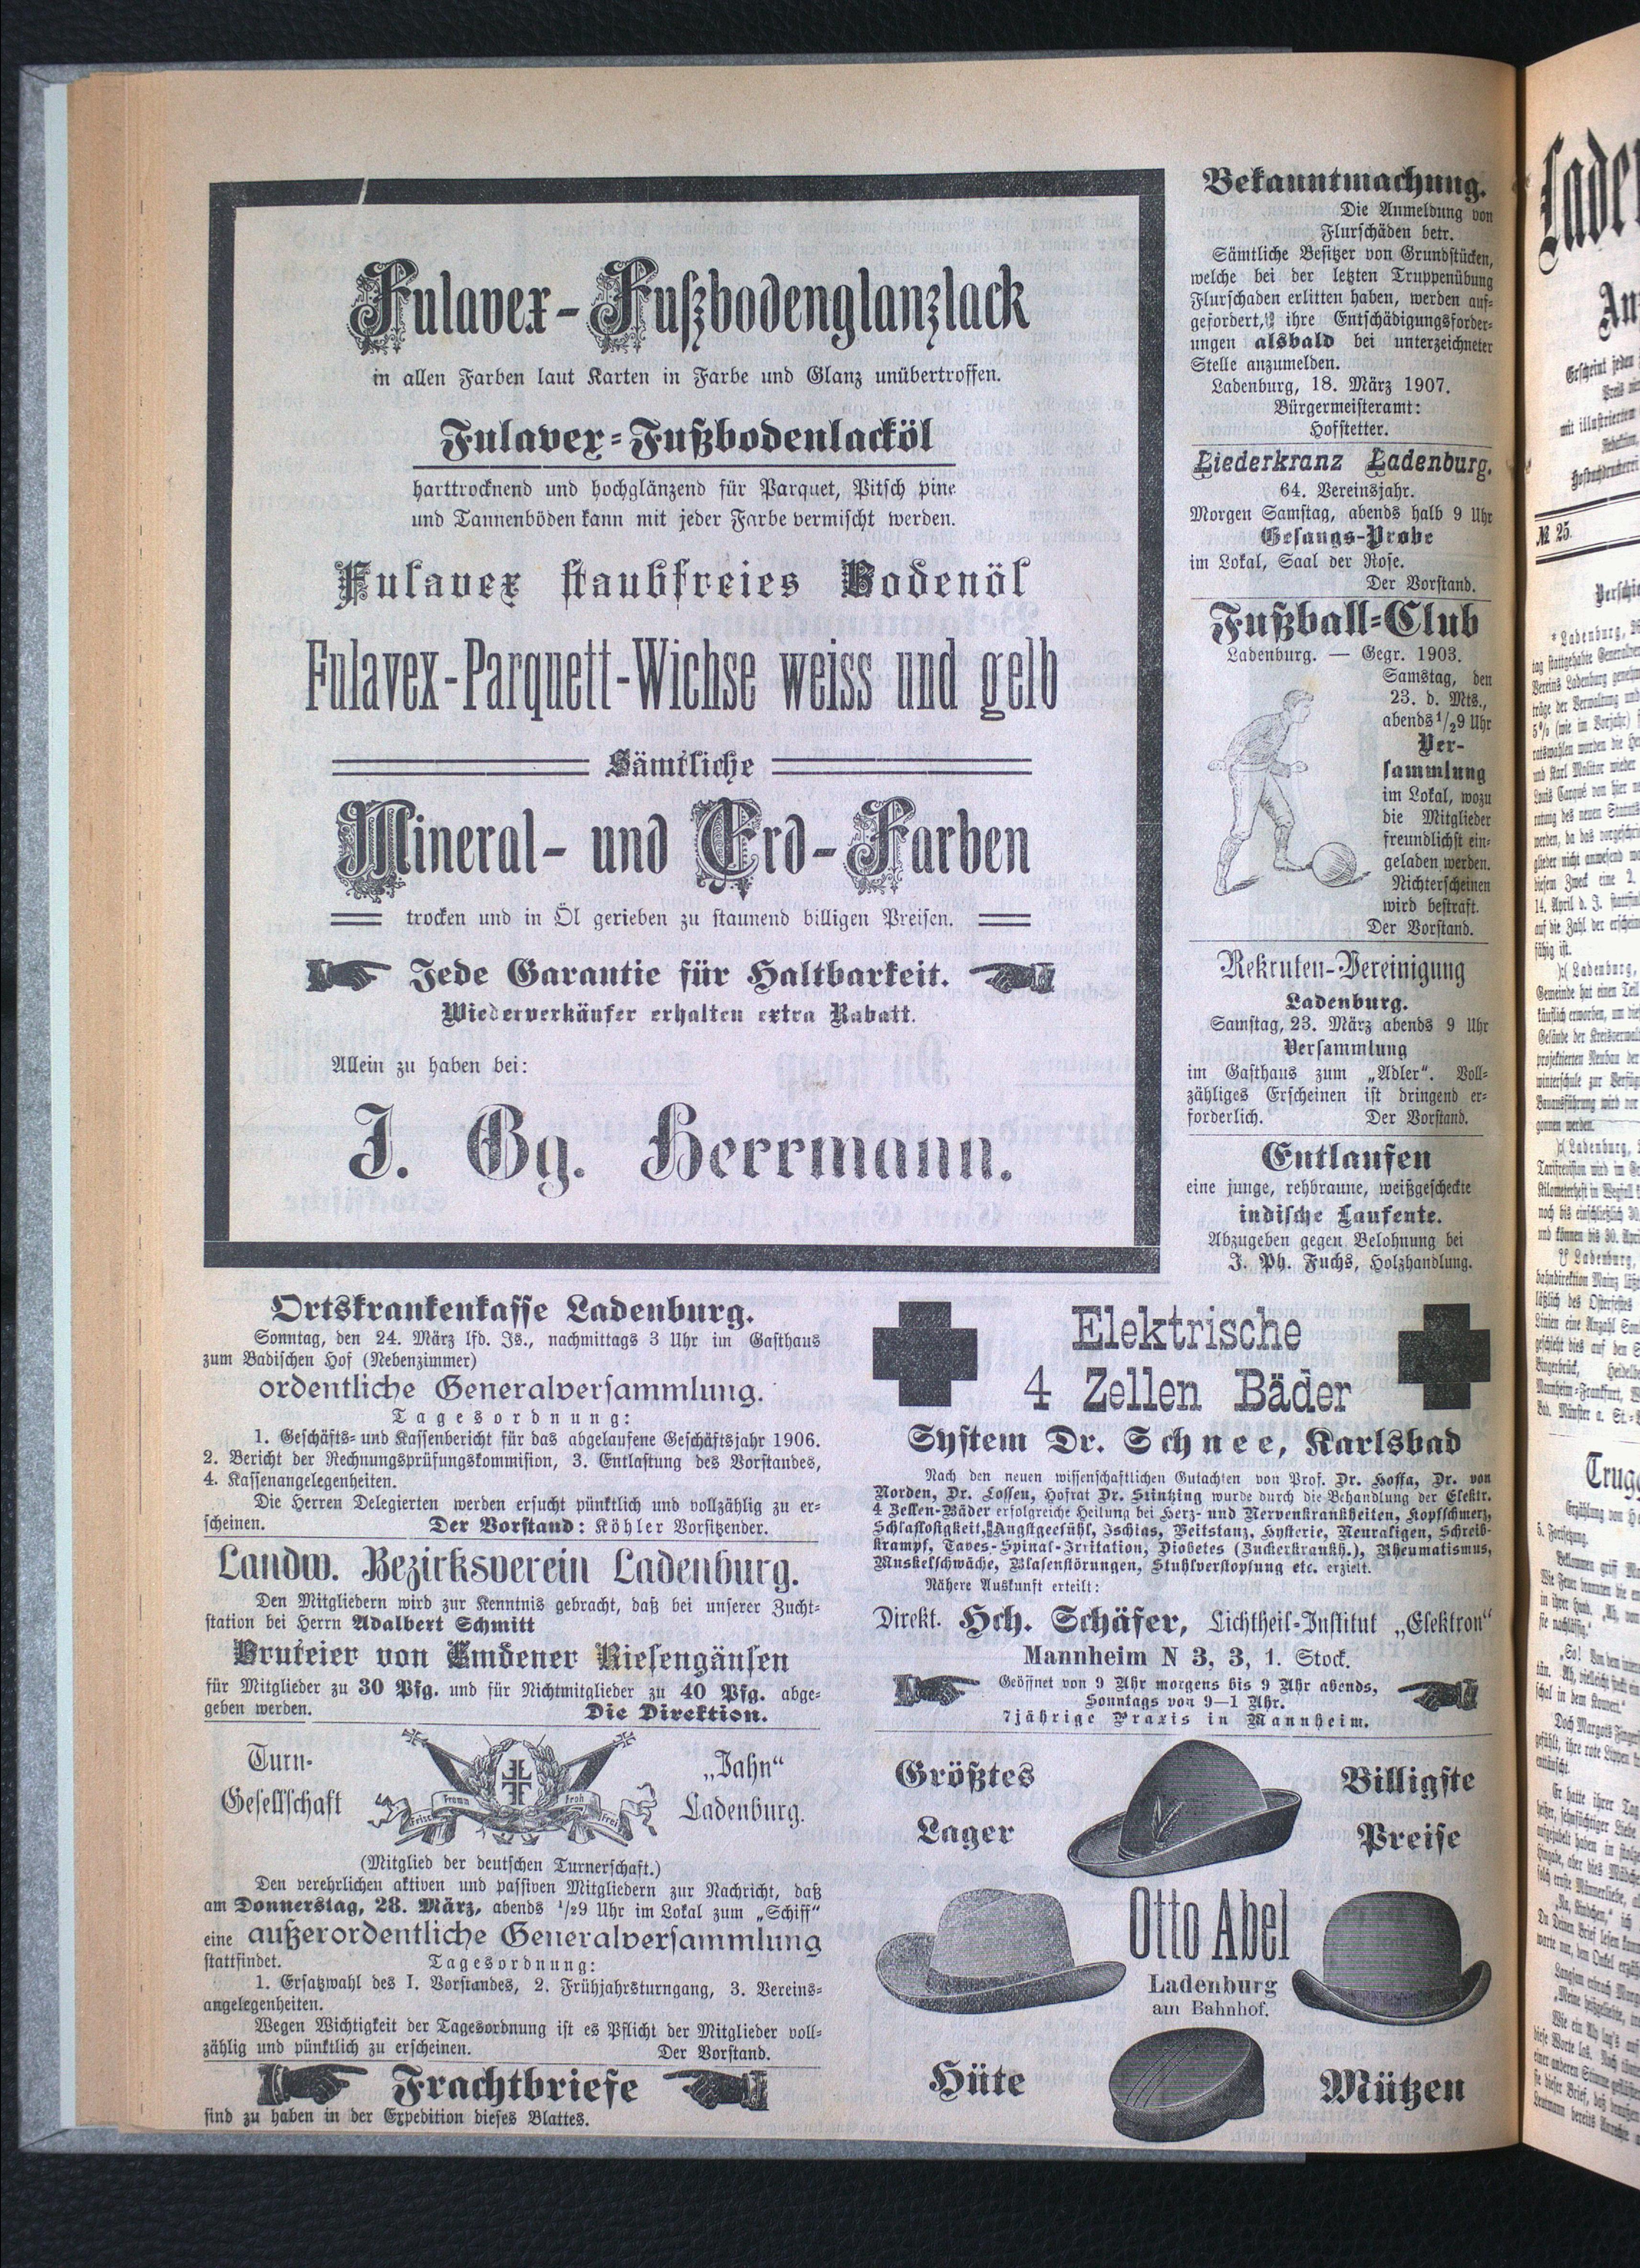 Fulavex-Fußbodenglanzlack
in allen Farben laut Karten in Farbe und Glanz unübertroffen.
Fulavex-Fußbodenlacköl
harttrocknend und hochglänzend für Parquet, Pitsch pine
und Tannenböden kann mit jeder Farbe vermischt werden.
Fulavex staubfreies Bodenöl
Fulavex-Parquett-Wichse weiss und gelb
Sämtliche
Mineral- und Erd-Farben
trocken und in Öl gerieben zu staunend billigen Preisen.
Jede Garantie für Haltbarkeit.
Wiederverkäufer erhalten extra Rabatt.
Allein zu haben bei:
J. Gg. Herrmann.
Bekanntmachung.
Die Anmeldung von
Flurschäden betr.
Sämtliche Besitzer von Grundstücken,
welche bei der letzten Truppenübung
Flurschaden erlitten haben, werden auf-
gefordert, ihre Entschädigungsforder-
ungen alsbald bei unterzeichneter
Stelle anzumelden.
Ladenburg, 18. März 1907.
Bürgermeisteramt:
Hofstetter.
Liederkranz Ladenburg.
64. Vereinsjahr.
Morgen Samstag, abends halb 9 Uhr
Gesangs-Probe
im Lokal, Saal der Rose.
Der Vorstand.
Fußball-Club
Ladenburg. — Gegr. 1903.
Samstag, den
23. d. Mts.,
abends 1/2 9 Uhr
Ver-
sammlung
im Lokal, wozu
die Mitglieder
freundlichst ein-
geladen werden.
Nichterscheinen
wird bestraft.
Der Vorstand.
Rekruten-Vereinigung
Ladenburg.
Samstag, 23. März abends 9 Uhr
Versammlung
im Gasthaus zum „Adler“. Voll-
zähliges Erscheinen ist dringend er-
forderlich. Der Vorstand.
Entlaufen
eine junge, rehbraune, weißgescheckte
indische Laufente.
Abzugeben gegen Belohnung bei
J. Ph. Fuchs, Holzhandlung.
Ortskrankenkasse Ladenburg.
Sonntag, den 24. März lfd. Js., nachmittags 3 Uhr im Gasthaus
zum Badischen Hof (Nebenzimmer)
ordentliche Generalversammlung.
Tagesordnung:
1. Geschäfts- und Kassenbericht für das abgelaufene Geschäftsjahr 1906.
2. Bericht der Rechnungsprüfungskommision, 3. Entlastung des Vorstandes,
4. Kassenangelegenheiten.
Die Herren Delegierten werden ersucht pünktlich und vollzählig zu er-
scheinen. Der Vorstand: Köhler Vorsitzender.
Landw. Bezirksverein Ladenburg.
Den Mitgliedern wird zur Kenntnis gebracht, daß bei unserer Zucht-
station bei Herrn Adalbert Schmitt
Bruteier von Emdener Riesengänsen
für Mitglieder zu 30 Pfg. und für Nichtmitglieder zu 40 Pfg. abge-
geben werden. Die Direktion.
Turn-
Gesellschaft
Frisch Fromm Froh Frei
„Jahn“
Ladenburg.
(Mitglied der deutschen Turnerschaft.)
Den verehrlichen aktiven und passiven Mitgliedern zur Nachricht, daß
am Donnerstag, 28. März, abends 1/29 Uhr im Lokal zum „Schiff“
eine außerordentliche Generalversammlung
stattfindet. Tagesordnung:
1. Ersatzwahl des I. Vorstandes, 2. Frühjahrsturngang, 3. Vereins-
angelegenheiten.
Wegen Wichtigkeit der Tagesordnung ist es Pflicht der Mitglieder voll-
zählig und pünktlich zu erscheinen. Der Vorstand.
Frachtbriefe
sind zu haben in der Expedition dieses Blattes.
Elektrische
4 Zellen Bäder
System Dr. Schnee, Karlsbad
Nach den neuen wissenschaftlichen Gutachten von Prof. Dr. Hoffa, Dr. von
Norden, Dr. Lossen, Hofrat Dr. Stintzing wurde durch die Behandlung der Elektr.
4 Zellen-Bäder erfolgreiche Heilung bei Herz- und Nervenkrankheiten, Kopfschmerz,
Schlaflosigkeit, Angstgefühl, Ischias, Veitstanz, Hysterie, Neuraligen, Schreib-
krampf, Taves-Spinal-Irritation, Diobetes (Zuckerkrankh.), Rheumatismus,
Muskelschwäche, Blasenstörungen, Stuhlverstopfung etc. erzielt.
Nähere Auskunft erteilt:
Direkt. Hch. Schäfer, Lichtheil-Institut „Elektron“
Mannheim N 3, 3, 1. Stock.
Geöffnet von 9 Uhr morgens bis 9 Uhr abends,
Sonntags von 9—1 Uhr.
7jährige Praxis in Mannheim.
Größtes
Lager
Billigste
Preise
Otto Abel
Ladenburg
am Bahnhof.
Hüte
Mützen
№ 25.